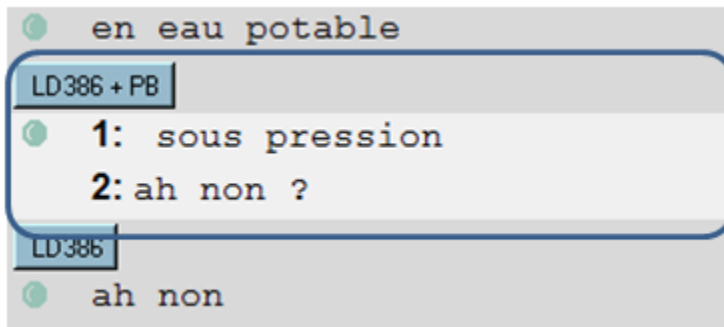 en eau potable
LD386 + PB
1: sous pression
2: ah non ?
LD386
ah non